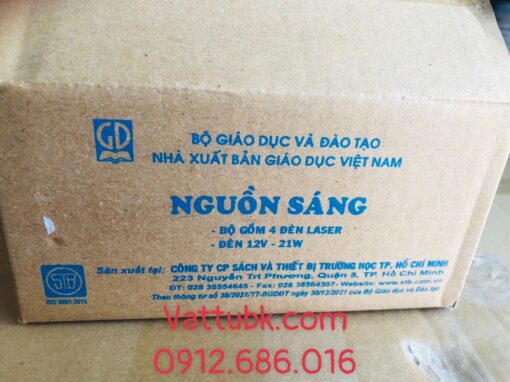 GD
BỘ GIÁO DỤC VÀ ĐÀO TẠO
NHÀ XUẤT BẢN GIÁO DỤC VIỆT NAM
NGUỒN SÁNG
- BỘ GỒM 4 ĐÈN LASER
- ĐÈN 12V - 21W
Sản xuất tại: CÔNG TY CP SÁCH VÀ THIẾT BỊ TRƯỜNG HỌC TP. HỒ CHÍ MINH
223 Nguyễn Tri Phương, Quận 5, TP. Hồ Chí Minh
ĐT: 028 38554645 - Fax: 028 38564307- Website: www.stb.com.vn
Theo thông tư số 38/2021/TT-BGDĐT ngày 30/12/2021 của Bộ Giáo dục và Đào tạo
STB
ISO 9001:2015
Vattubk.com
0912.686.016